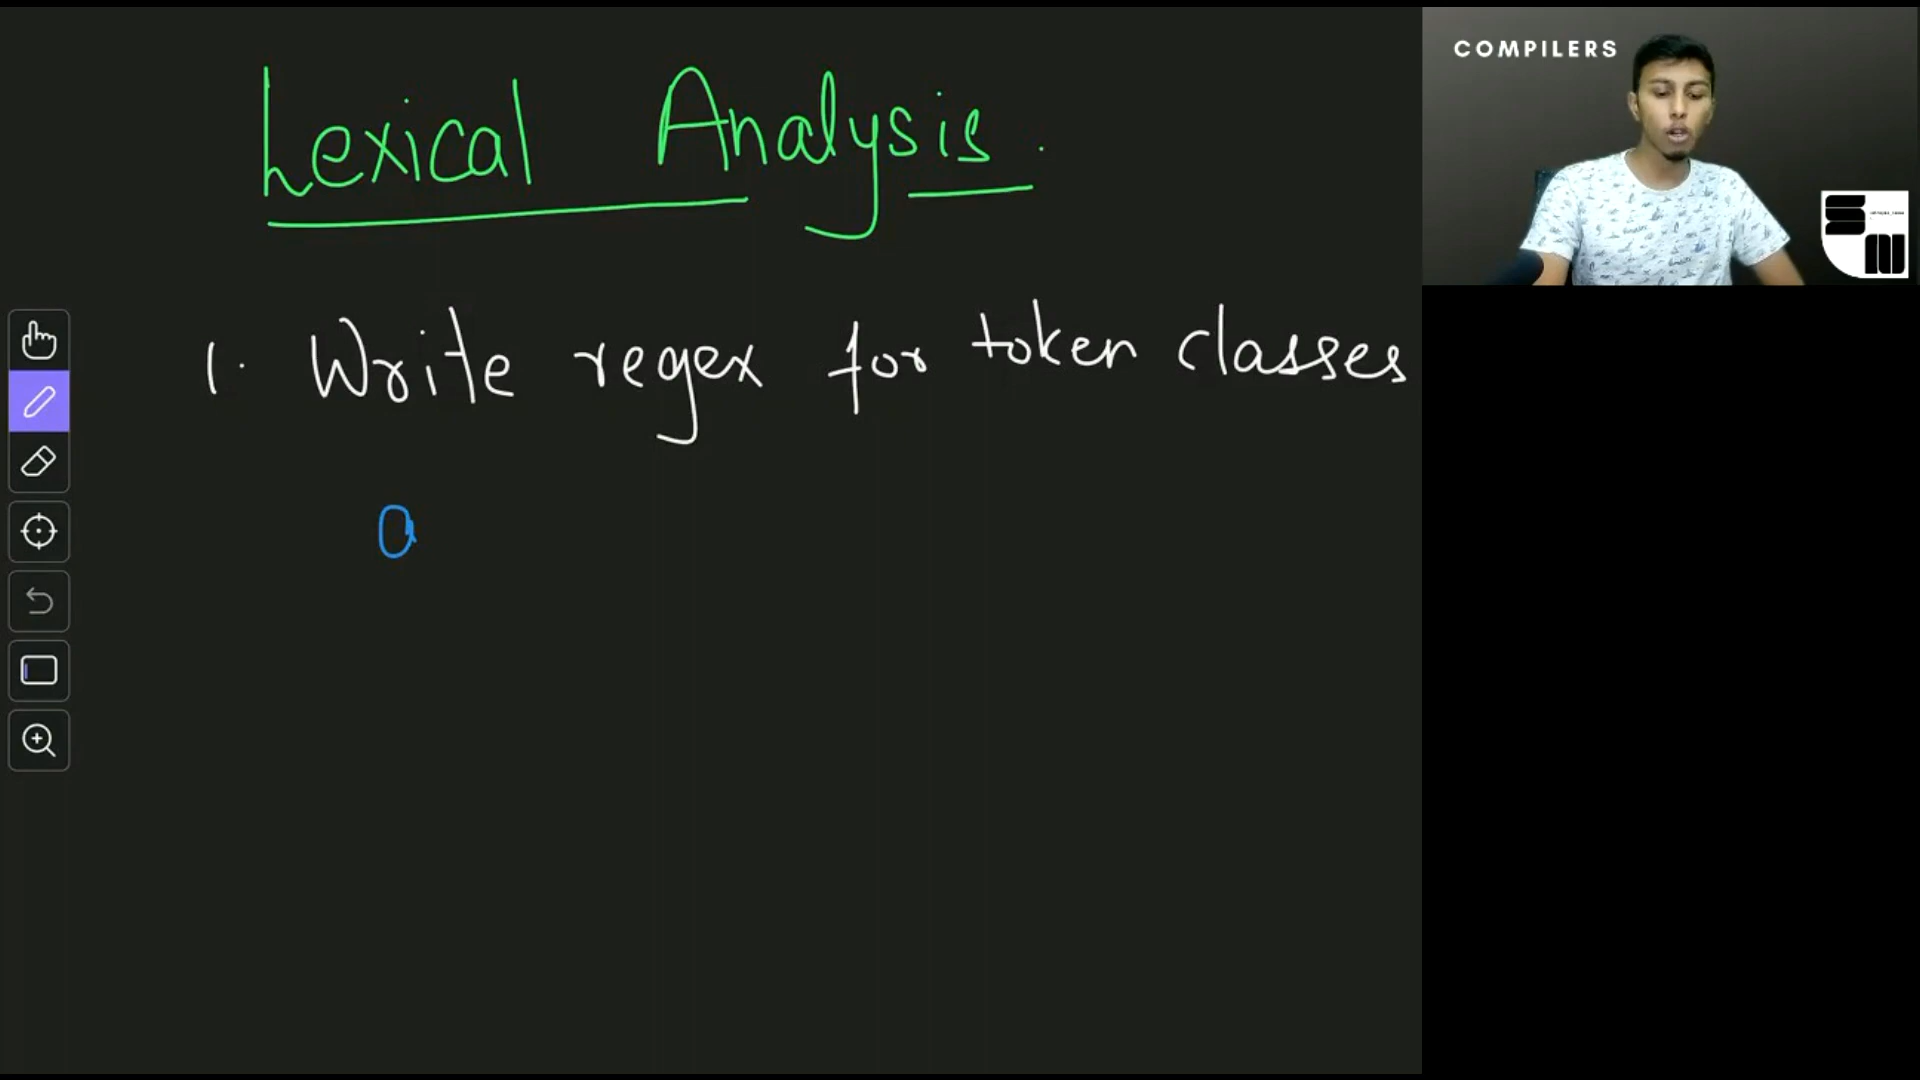 Lexical Analysis.
COMPILERS
1. Write regex for token classes
a